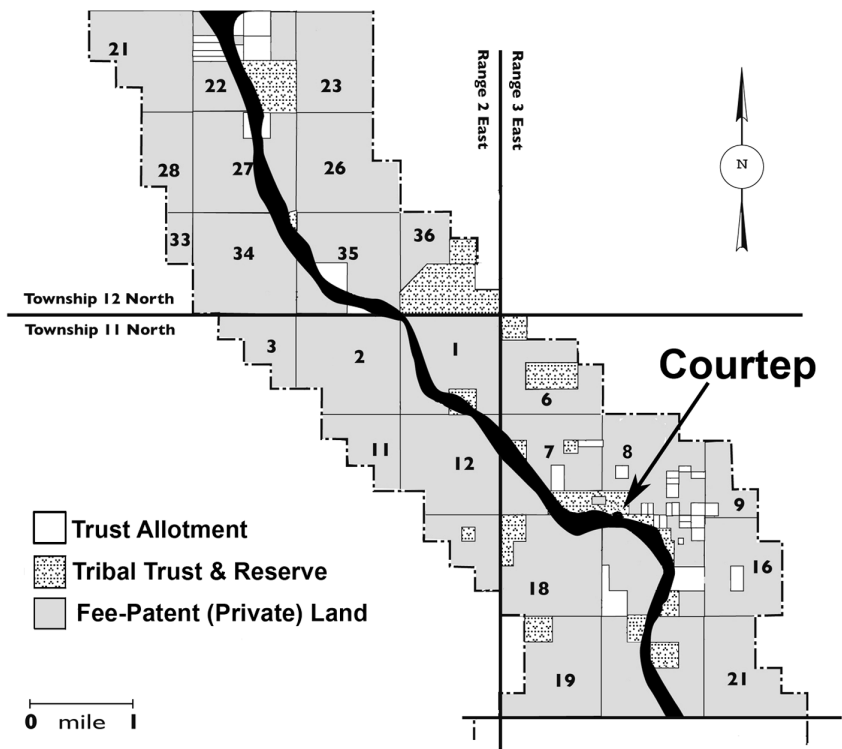 21
22
23
Range 2 East
Range 3 East
N
28
27
26
33
34
35
36
Township 12 North
Township 11 North
3
2
1
Courtep
6
11
12
7
8
9
Trust Allotment
Tribal Trust & Reserve
Fee-Patent (Private) Land
18
16
19
21
0 mile 1